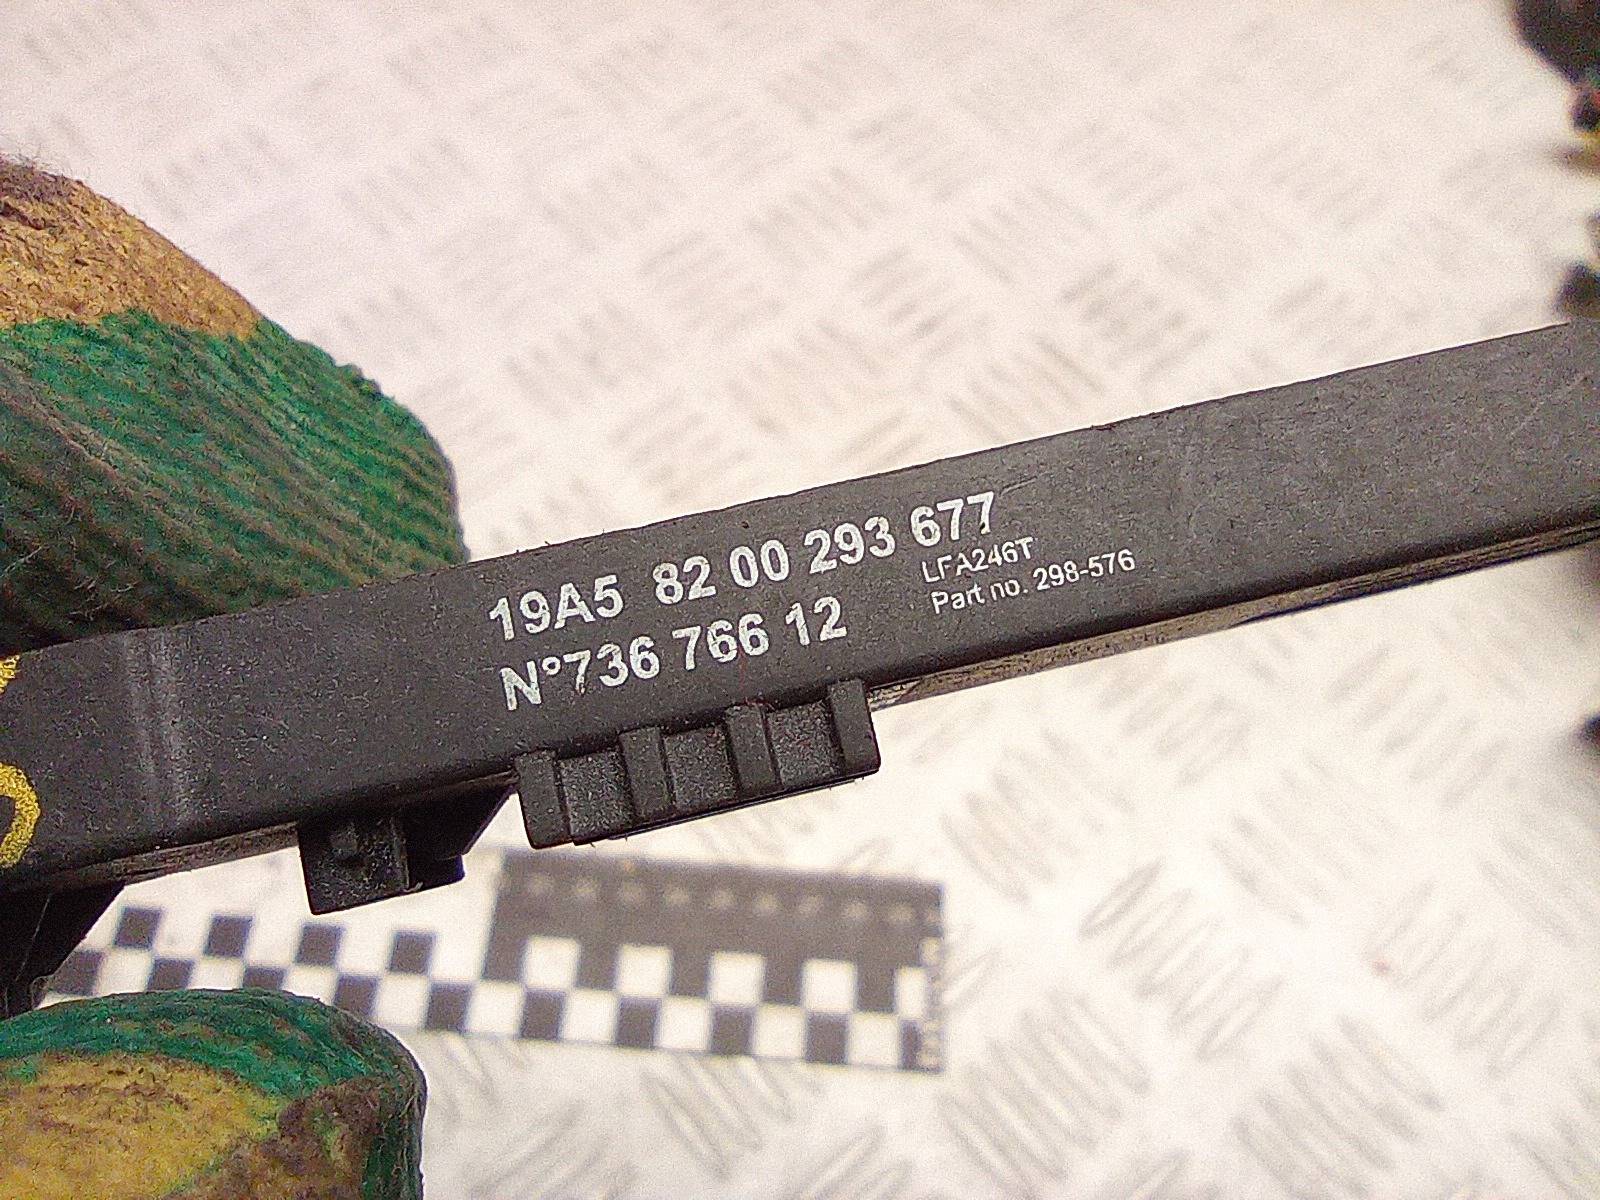 19A5 82 00 293 677
N°736 766 12
LFA246T
Part no. 298-576